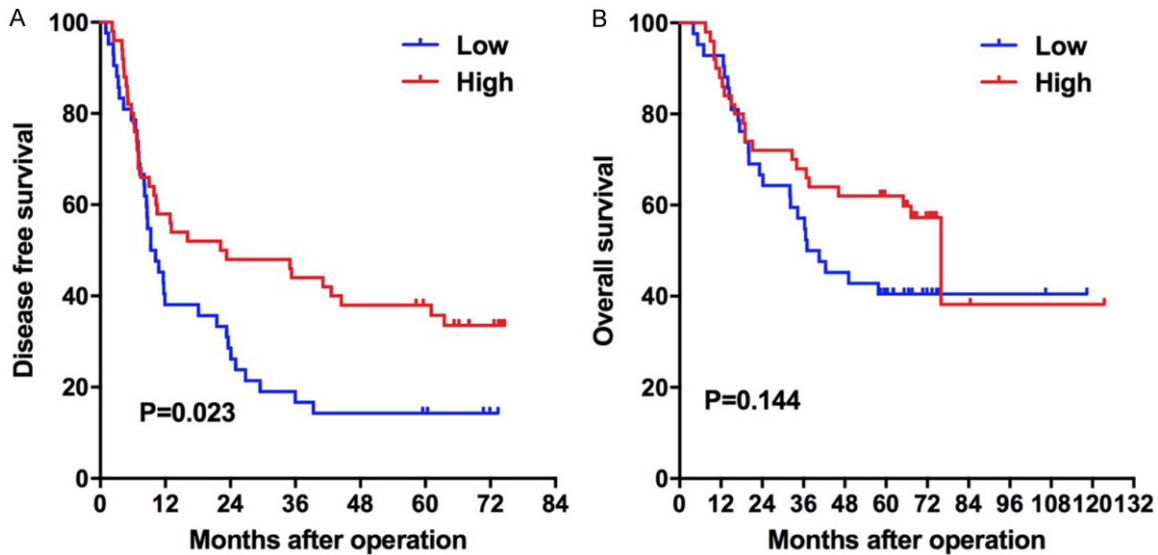 A
Disease free survival
100
80
60
40
20
0
Low
High
P=0.023
0 12 24 36 48 60 72 84
Months after operation
B
Overall survival
100
80
60
40
20
0
Low
High
P=0.144
0 12 24 36 48 60 72 84 96 108 120 132
Months after operation